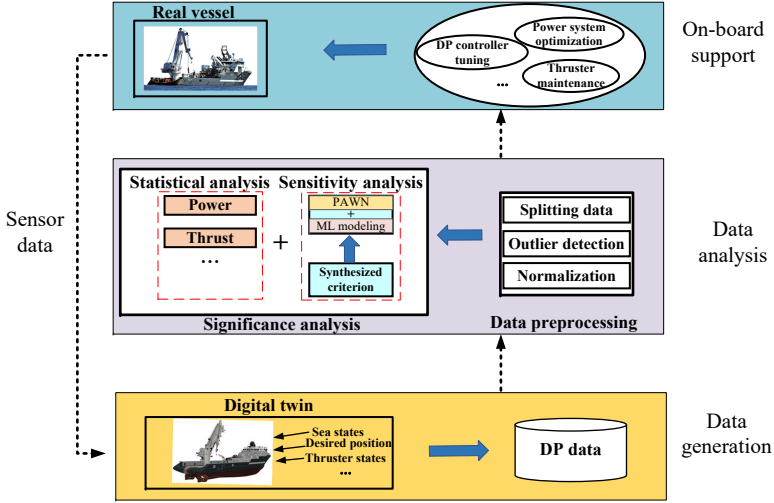 Real vessel
Power system
optimization
DP controller
tuning
Thruster
maintenance
...
On-board
support
Sensor
data
Statistical analysis
Power
Thrust
...
+
Sensitivity analysis
PAWN
+
ML modeling
Synthesized
criterion
Significance analysis
Splitting data
Outlier detection
Normalization
Data preprocessing
Data
analysis
Digital twin
Sea states
Desired position
Thruster states
...
DP data
Data
generation